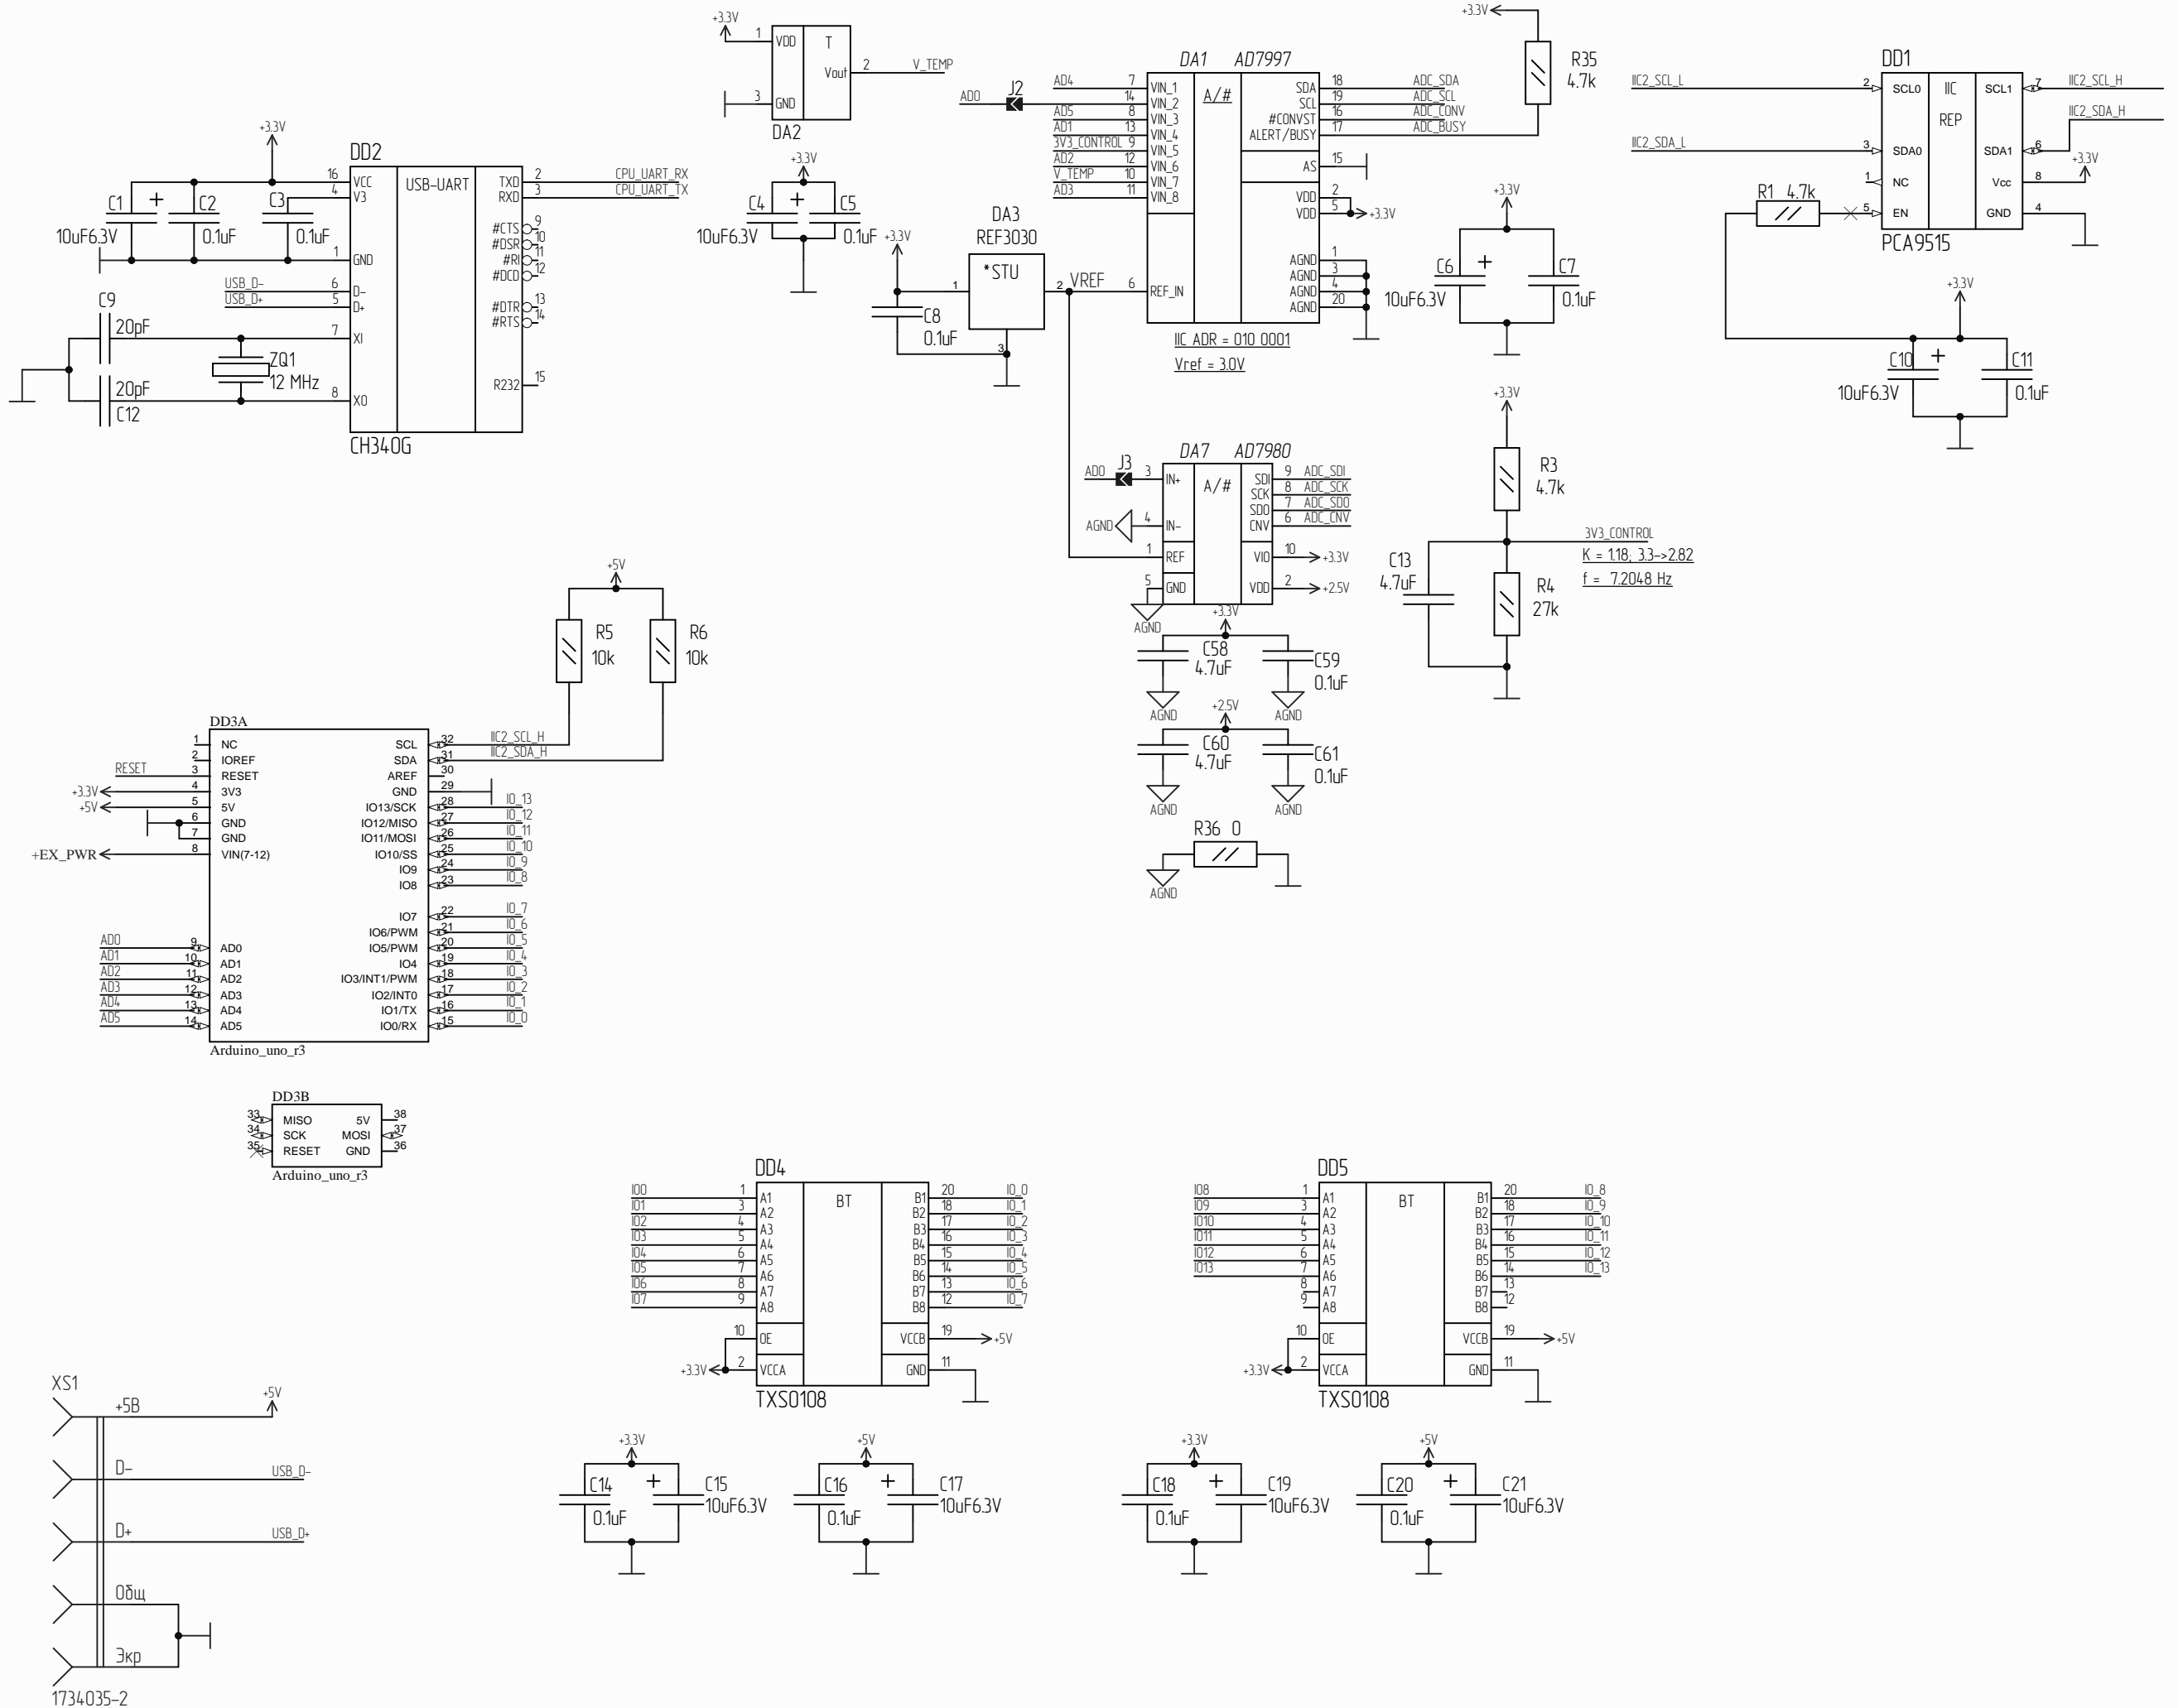 +3.3V
1 VDD T
Vout 2 V_TEMP
3 GND
DA2
DD2
USB-UART
+3.3V
16 VCC
4 V3
1 GND
USB_D- 6 D-
USB_D+ 5 D+
7 XI
8 XO
TXD 2 CPU_UART_RX
RXD 3 CPU_UART_TX
#CTS 9
#DSR 10
#RI 11
#DCD 12
#DTR 13
#RTS 14
R232 15
CH340G
C1 +
10uF6.3V
C2
0.1uF
C3
0.1uF
C9
20pF
ZQ1
12 MHz
20pF
C12
+3.3V
C4 +
10uF6.3V
C5
0.1uF
DA3
REF3030
*STU
+3.3V
1
2 VREF
3
C8
0.1uF
DA1 AD7997
A/#
AD4 7 VIN_1
AD0 J2 14 VIN_2
AD5 8 VIN_3
AD1 13 VIN_4
3V3_CONTROL 9 VIN_5
AD2 12 VIN_6
V_TEMP 10 VIN_7
AD3 11 VIN_8
6 REF_IN
SDA 18 ADC_SDA
SCL 19 ADC_SCL
#CONVST 16 ADC_CONV
ALERT/BUSY 17 ADC_BUSY
AS 15
VDD 2
VDD 5 +3.3V
AGND 1
AGND 3
AGND 4
AGND 20
IIC ADR = 010 0001
Vref = 3.0V
+3.3V
R35
4.7k
+3.3V
C6 +
10uF6.3V
C7
0.1uF
DD1
IIC
REP
IIC2_SCL_L 2 SCL0
IIC2_SDA_L 3 SDA0
1 NC
R1 4.7k 5 EN
SCL1 7 IIC2_SCL_H
SDA1 6 IIC2_SDA_H
Vcc 8 +3.3V
GND 4
PCA9515
+3.3V
C10 +
10uF6.3V
C11
0.1uF
DA7 AD7980
A/#
AD0 J3 3 IN+
AGND 4 IN-
1 REF
5 GND
AGND
SDI 9 ADC_SDI
SCK 8 ADC_SCK
SDO 7 ADC_SDO
CNV 6 ADC_CNV
VIO 10 +3.3V
VDD 2 +2.5V
+3.3V
C58
4.7uF
C59
0.1uF
AGND AGND
+2.5V
C60
4.7uF
C61
0.1uF
AGND AGND
R36 0
AGND
+3.3V
R3
4.7k
3V3_CONTROL
K = 1.18; 3.3->2.82
f = 7.2048 Hz
C13
4.7uF
R4
27k
+5V
R5
10k
R6
10k
DD3A
1 NC
2 IOREF
RESET 3 RESET
+3.3V 4 3V3
+5V 5 5V
6 GND
7 GND
+EX_PWR 8 VIN(7-12)
AD0 9 AD0
AD1 10 AD1
AD2 11 AD2
AD3 12 AD3
AD4 13 AD4
AD5 14 AD5
SCL 32 IIC2_SCL_H
SDA 31 IIC2_SDA_H
AREF 30
GND 29
IO13/SCK 28 IO_13
IO12/MISO 27 IO_12
IO11/MOSI 26 IO_11
IO10/SS 25 IO_10
IO9 24 IO_9
IO8 23 IO_8
IO7 22 IO_7
IO6/PWM 21 IO_6
IO5/PWM 20 IO_5
IO4 19 IO_4
IO3/INT1/PWM 18 IO_3
IO2/INT0 17 IO_2
IO1/TX 16 IO_1
IO0/RX 15 IO_0
Arduino_uno_r3
DD3B
33 MISO 5V 38
34 SCK MOSI 37
35 RESET GND 36
Arduino_uno_r3
DD4
BT
IO0 1 A1 B1 20 IO_0
IO1 3 A2 B2 18 IO_1
IO2 4 A3 B3 17 IO_2
IO3 5 A4 B4 16 IO_3
IO4 6 A5 B5 15 IO_4
IO5 7 A6 B6 14 IO_5
IO6 8 A7 B7 13 IO_6
IO7 9 A8 B8 12 IO_7
10 OE VCCB 19 +5V
+3.3V 2 VCCA GND 11
TXS0108
DD5
BT
IO8 1 A1 B1 20 IO_8
IO9 3 A2 B2 18 IO_9
IO10 4 A3 B3 17 IO_10
IO11 5 A4 B4 16 IO_11
IO12 6 A5 B5 15 IO_12
IO13 7 A6 B6 14 IO_13
8 A7 B7 13
9 A8 B8 12
10 OE VCCB 19 +5V
+3.3V 2 VCCA GND 11
TXS0108
XS1
+5В +5V
D- USB_D-
D+ USB_D+
Общ
Экр
1734035-2
+3.3V
C14
0.1uF
+ C15
10uF6.3V
+5V
C16
0.1uF
+ C17
10uF6.3V
+3.3V
C18
0.1uF
+ C19
10uF6.3V
+5V
C20
0.1uF
+ C21
10uF6.3V